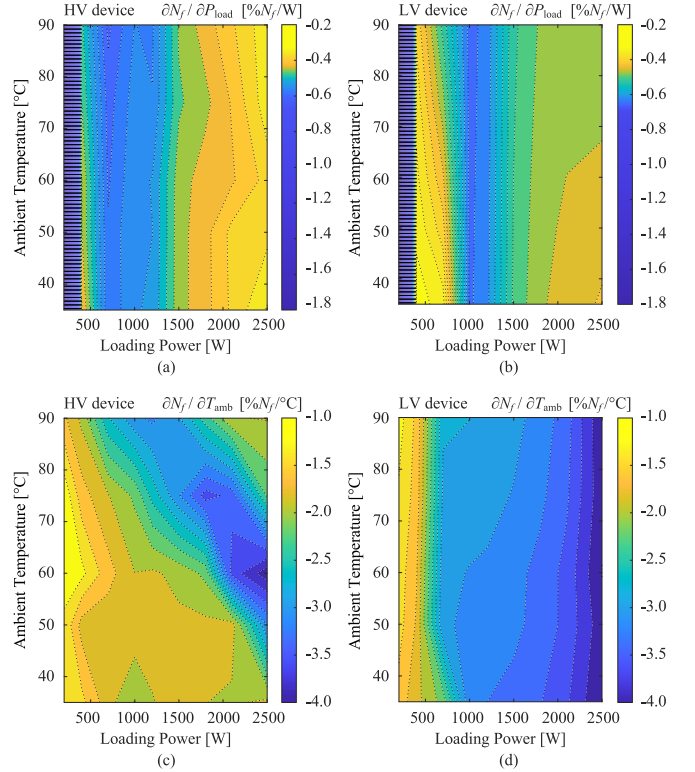 HV device ∂N_f / ∂P_load [%N_f/W]
90
80
70
60
50
40
Ambient Temperature [°C]
500 1000 1500 2000 2500
Loading Power [W]
(a)
-0.2
-0.4
-0.6
-0.8
-1.0
-1.2
-1.4
-1.6
-1.8
LV device ∂N_f / ∂P_load [%N_f/W]
90
80
70
60
50
40
Ambient Temperature [°C]
500 1000 1500 2000 2500
Loading Power [W]
(b)
-0.2
-0.4
-0.6
-0.8
-1.0
-1.2
-1.4
-1.6
-1.8
HV device ∂N_f / ∂T_amb [%N_f/°C]
90
80
70
60
50
40
Ambient Temperature [°C]
500 1000 1500 2000 2500
Loading Power [W]
(c)
-1.0
-1.5
-2.0
-2.5
-3.0
-3.5
-4.0
LV device ∂N_f / ∂T_amb [%N_f/°C]
90
80
70
60
50
40
Ambient Temperature [°C]
500 1000 1500 2000 2500
Loading Power [W]
(d)
-1.0
-1.5
-2.0
-2.5
-3.0
-3.5
-4.0